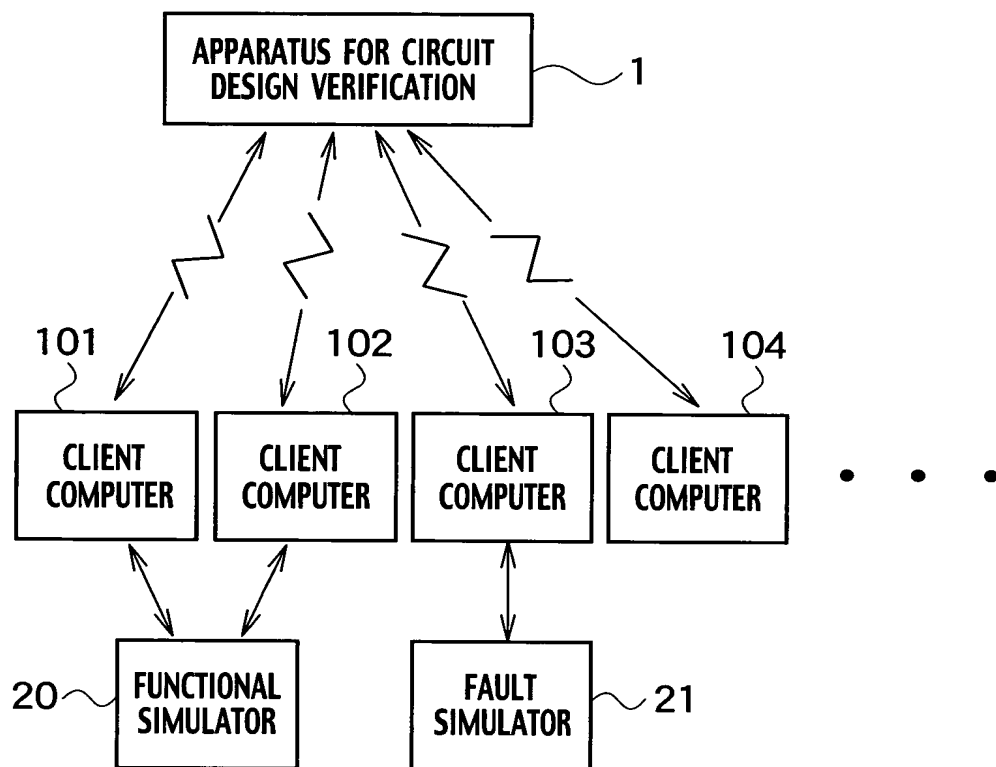 APPARATUS FOR CIRCUIT
DESIGN VERIFICATION
1
101
102
103
104
CLIENT
COMPUTER
CLIENT
COMPUTER
CLIENT
COMPUTER
CLIENT
COMPUTER
20
FUNCTIONAL
SIMULATOR
FAULT
SIMULATOR
21